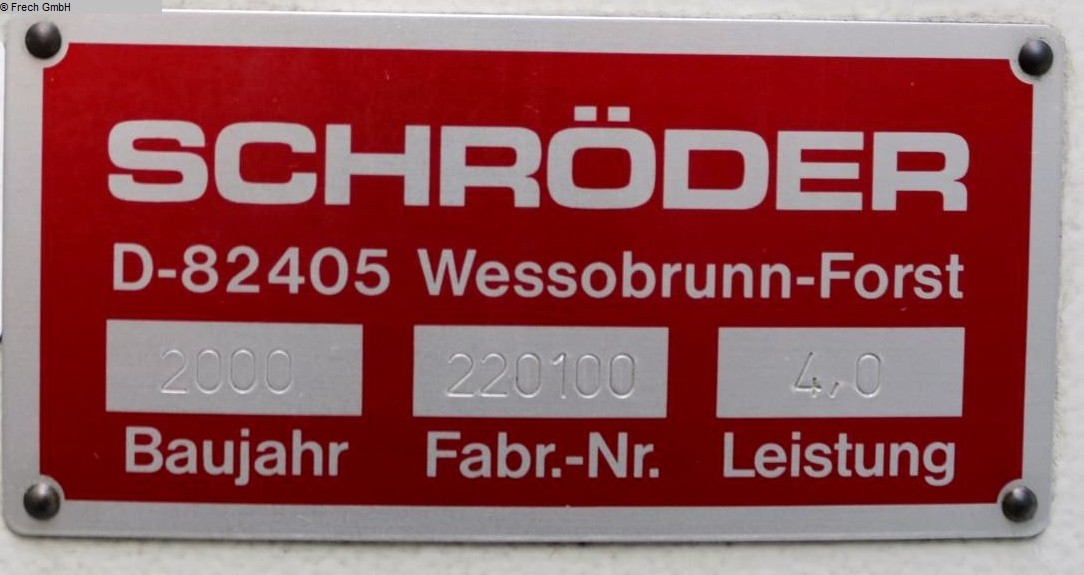 © Frech GmbH
SCHRÖDER
D-82405 Wessobrunn-Forst
2000 220100 4,0
Baujahr Fabr.-Nr. Leistung